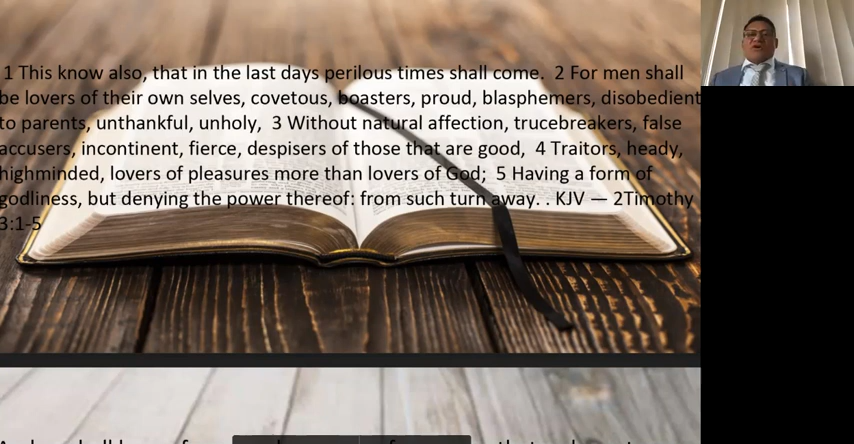 1 This know also, that in the last days perilous times shall come.  2 For men shall
be lovers of their own selves, covetous, boasters, proud, blasphemers, disobedient
to parents, unthankful, unholy,  3 Without natural affection, trucebreakers, false
accusers, incontinent, fierce, despisers of those that are good,  4 Traitors, heady,
highminded, lovers of pleasures more than lovers of God;  5 Having a form of
godliness, but denying the power thereof: from such turn away. . KJV — 2Timothy
3:1-5